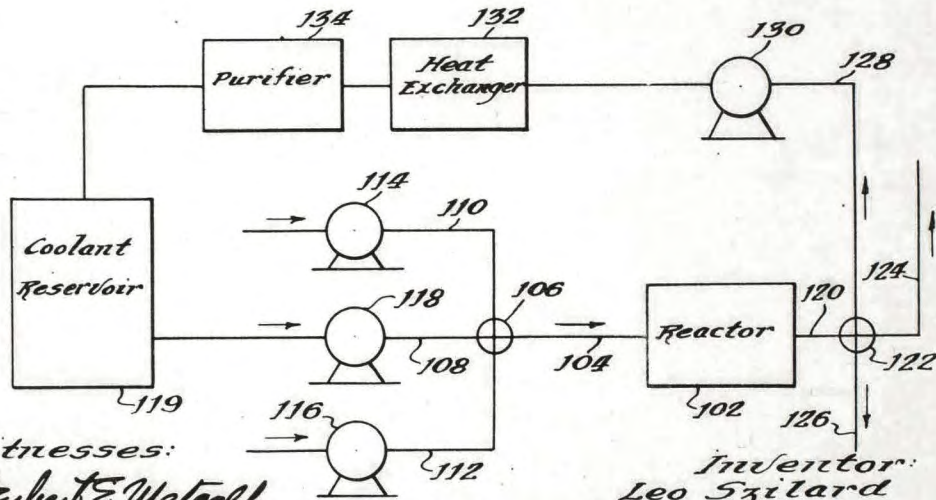 134
132
130
128
Purifier
Heat
Exchanger
114
110
124
Coolant
Reservoir
118
106
120
Reactor
108
104
122
119
116
102
126
112
itnesses:
Inventor:
Leo Szilard